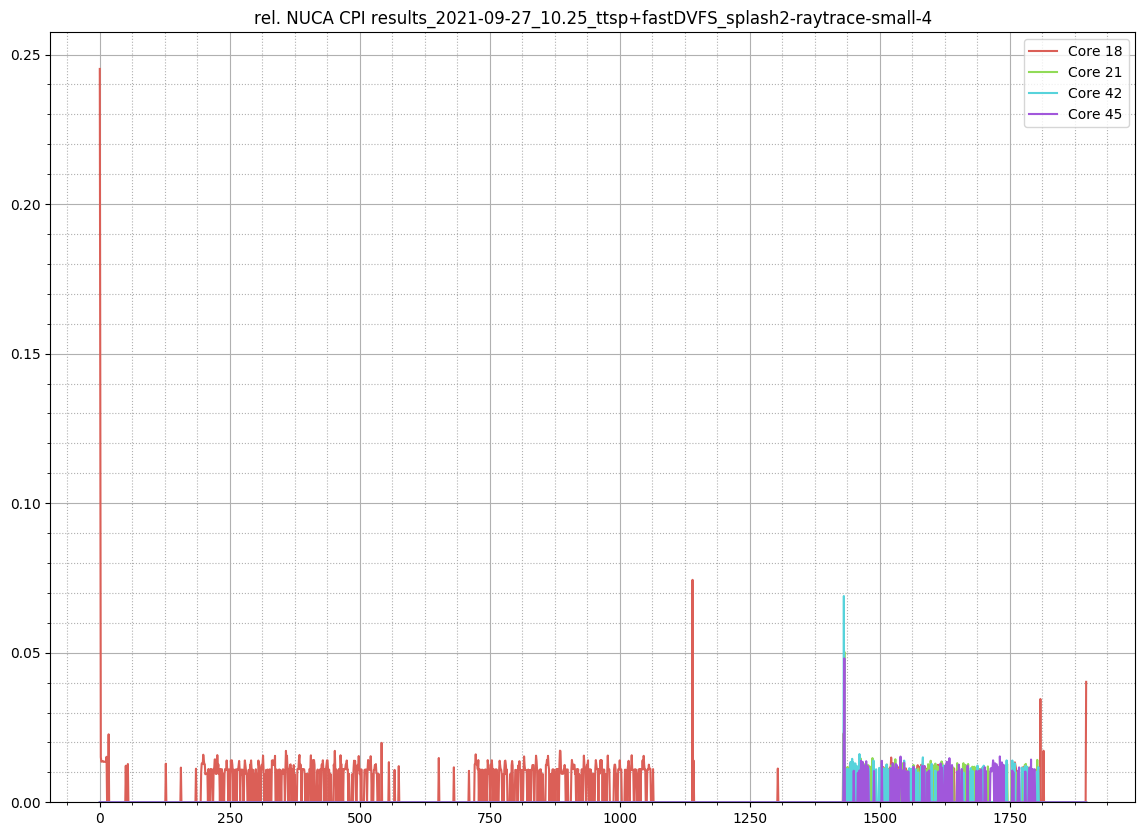 rel. NUCA CPI results_2021-09-27_10.25_ttsp+fastDVFS_splash2-raytrace-small-4
Core 18
Core 21
Core 42
Core 45
0.25
0.20
0.15
0.10
0.05
0.00
0 250 500 750 1000 1250 1500 1750